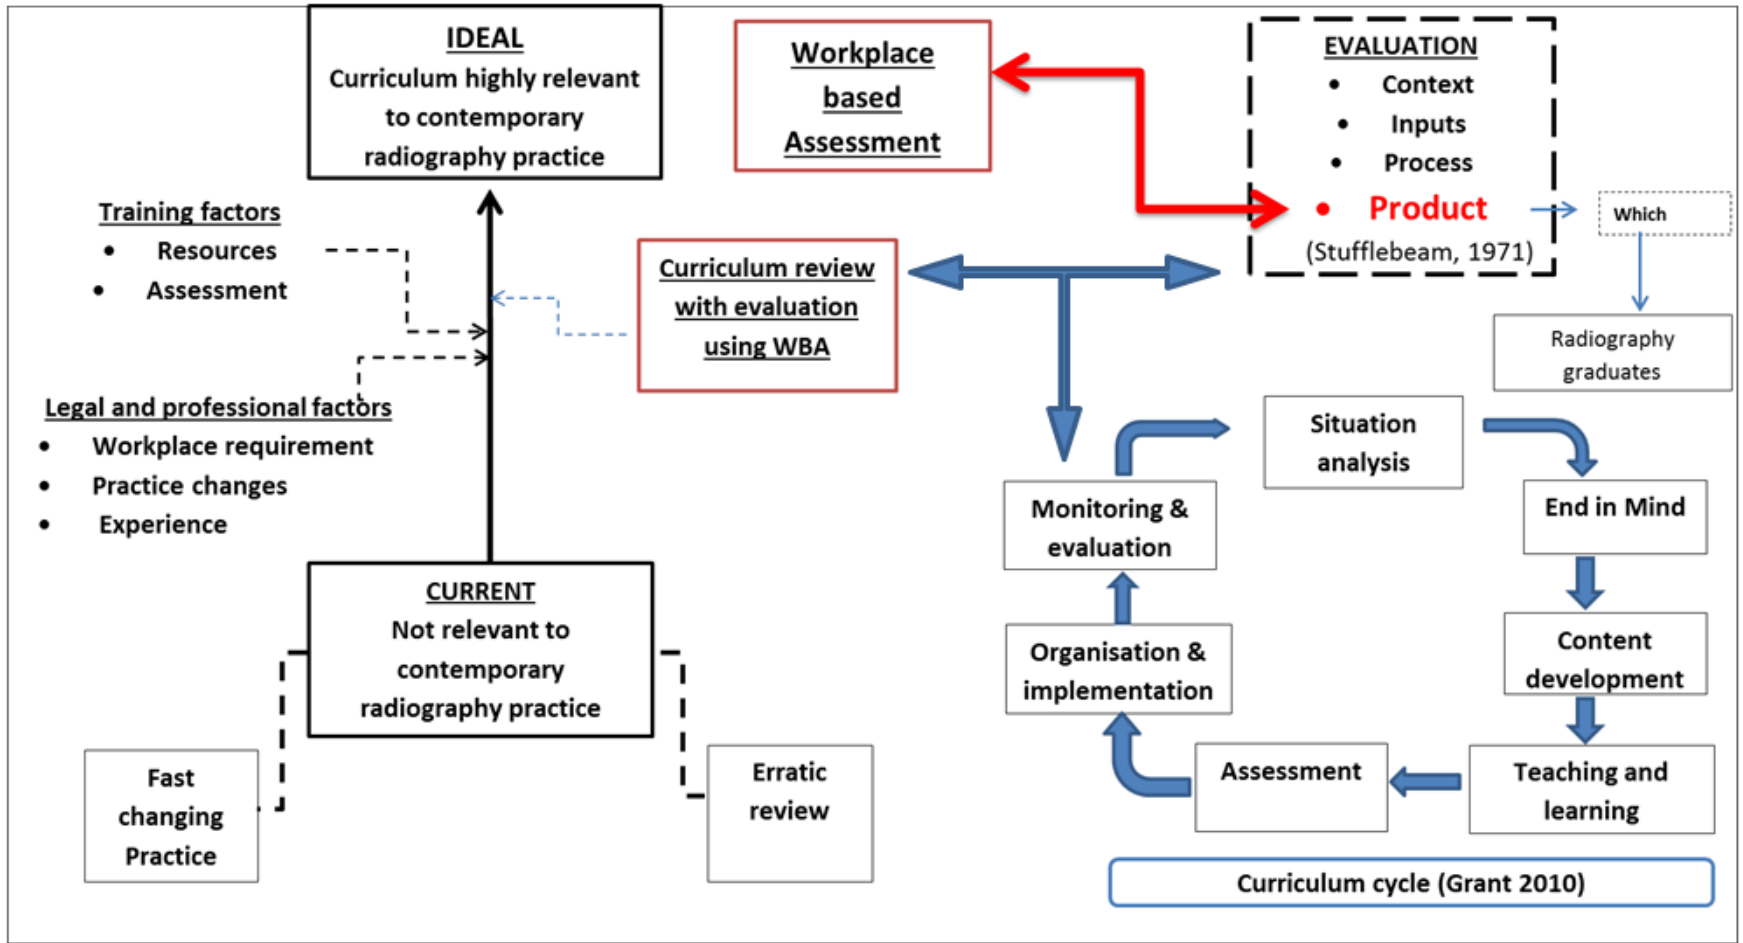 IDEAL
Curriculum highly relevant
to contemporary
radiography practice
Workplace
based
Assessment
EVALUATION
• Context
• Inputs
• Process
• Product
(Stufflebeam, 1971)
Which
Radiography
graduates
Training factors
• Resources
• Assessment
Curriculum review
with evaluation
using WBA
Legal and professional factors
• Workplace requirement
• Practice changes
• Experience
CURRENT
Not relevant to
contemporary
radiography practice
Fast
changing
Practice
Erratic
review
Situation
analysis
End in Mind
Content
development
Teaching and
learning
Assessment
Organisation &
implementation
Monitoring &
evaluation
Curriculum cycle (Grant 2010)